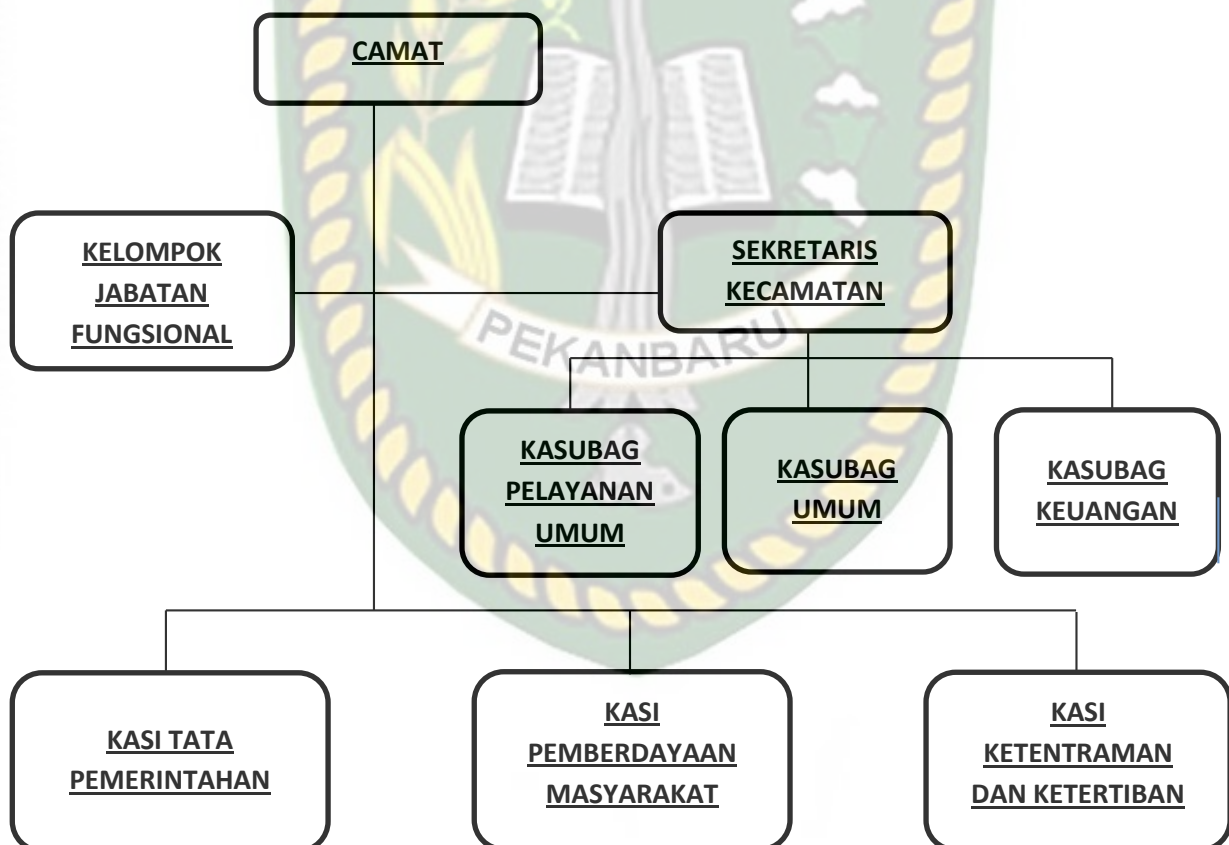 CAMAT
KELOMPOK
JABATAN
FUNGSIONAL
SEKRETARIS
KECAMATAN
PEKANBARU
KASUBAG
PELAYANAN
UMUM
KASUBAG
UMUM
KASUBAG
KEUANGAN
KASI TATA
PEMERINTAHAN
KASI
PEMBERDAYAAN
MASYARAKAT
KASI
KETENTRAMAN
DAN KETERTIBAN